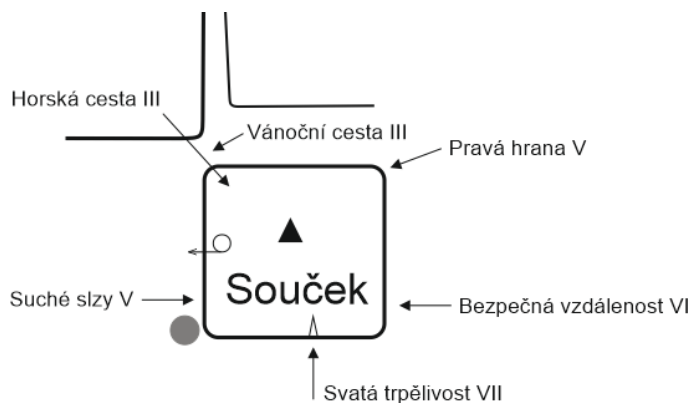 Horská cesta III
Vánoční cesta III
Pravá hrana V
Souček
Suché slzy V
Bezpečná vzdálenost VI
Svatá trpělivost VII